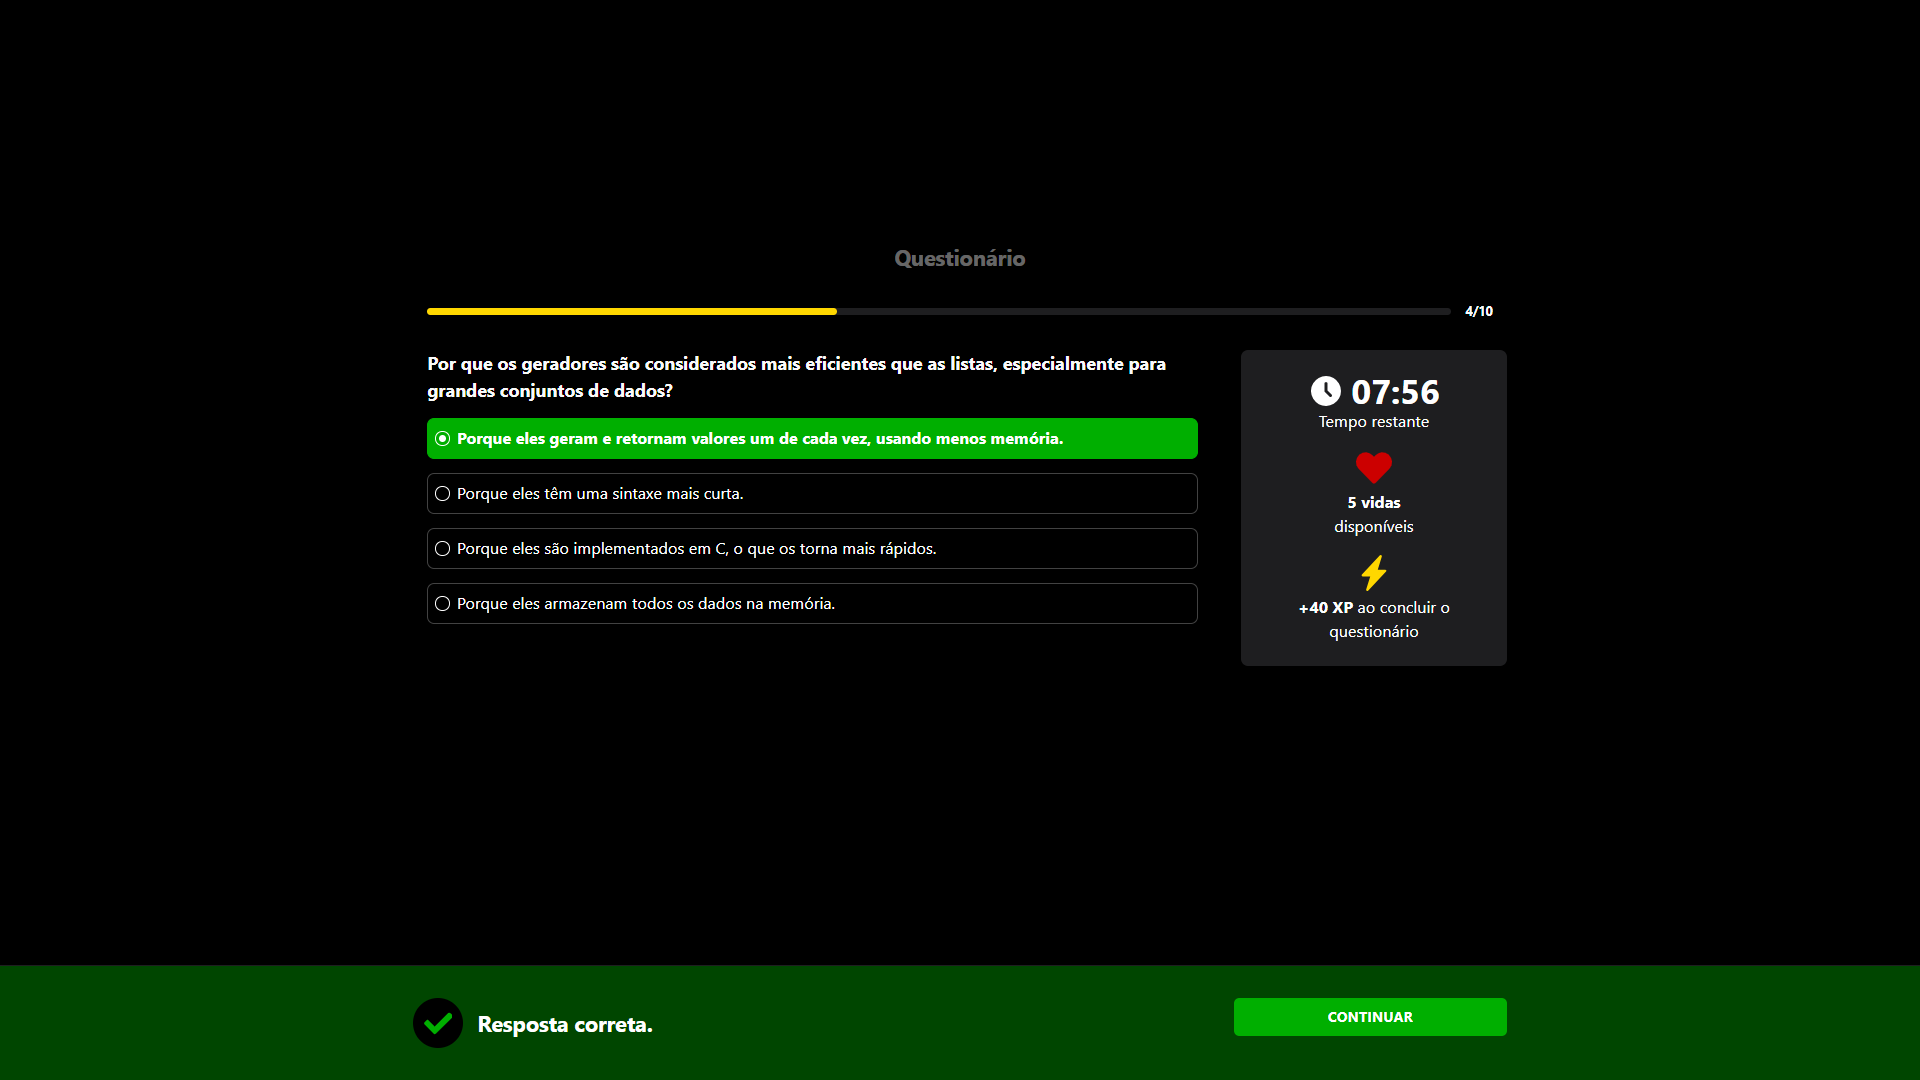 Questionário
4/10
Por que os geradores são considerados mais eficientes que as listas, especialmente para
grandes conjuntos de dados?
Porque eles geram e retornam valores um de cada vez, usando menos memória.
Porque eles têm uma sintaxe mais curta.
Porque eles são implementados em C, o que os torna mais rápidos.
Porque eles armazenam todos os dados na memória.
07:56
Tempo restante
5 vidas
disponíveis
+40 XP ao concluir o
questionário
Resposta correta.
CONTINUAR